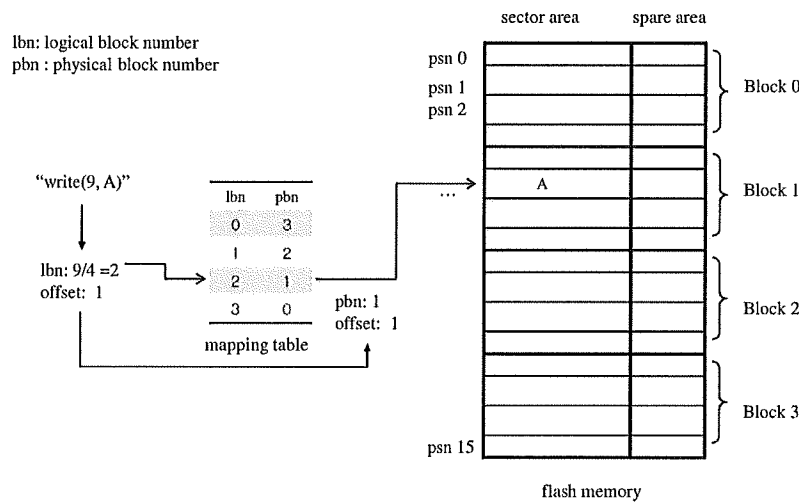 sector area spare area
lbn: logical block number
pbn : physical block number
psn 0
psn 1
psn 2
Block 0
"write(9, A)"
lbn pbn
0 3
1 2
2 1
3 0
mapping table
lbn: 9/4 =2
offset: 1
pbn: 1
offset: 1
...
A
Block 1
Block 2
Block 3
psn 15
flash memory